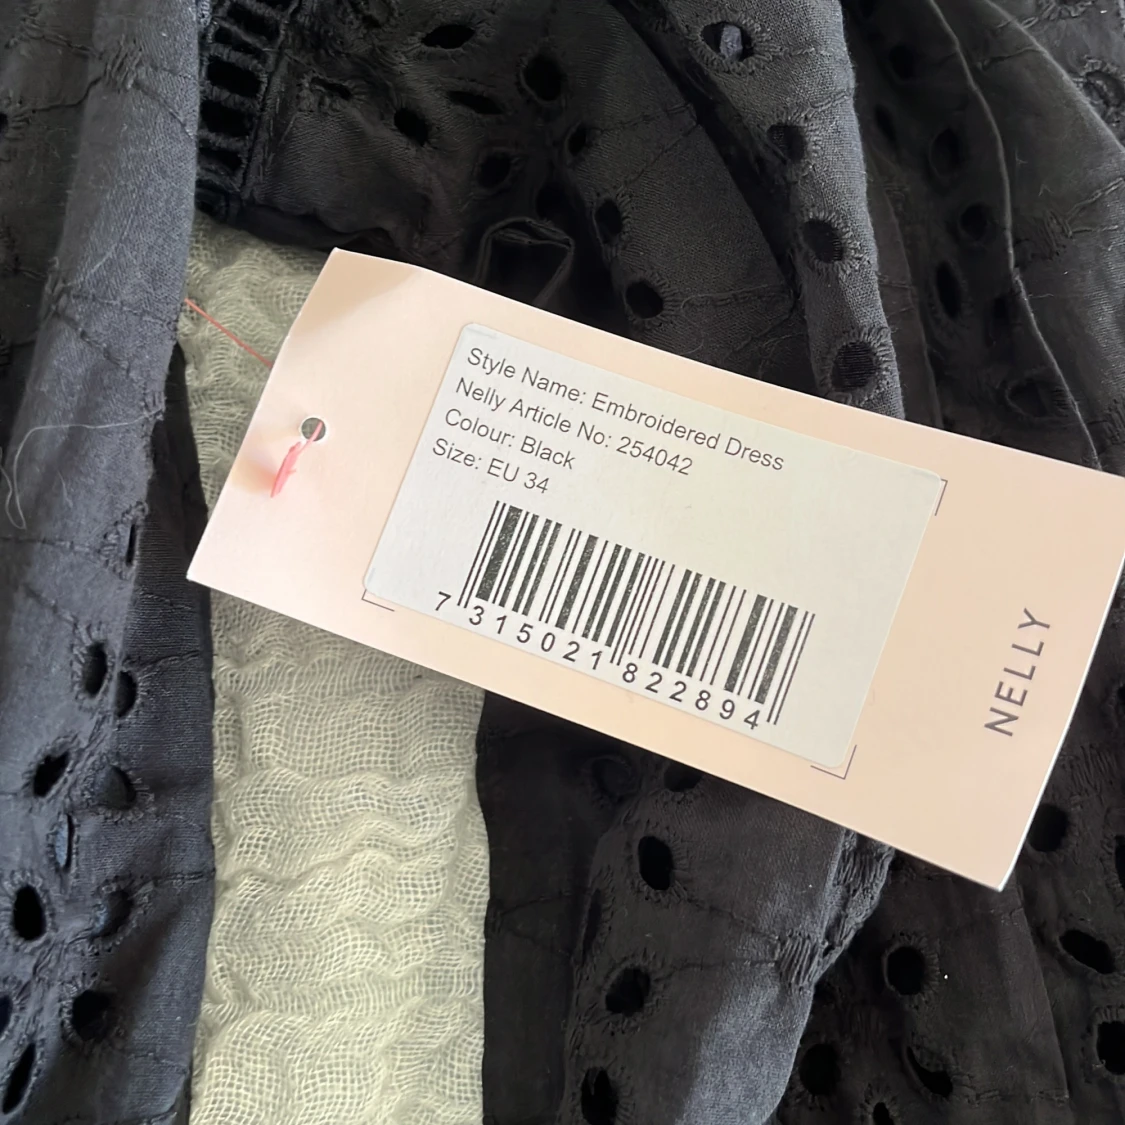 Style Name: Embroidered Dress
Nelly Article No: 254042
Colour: Black
Size: EU 34
7 315021 822894
NELLY